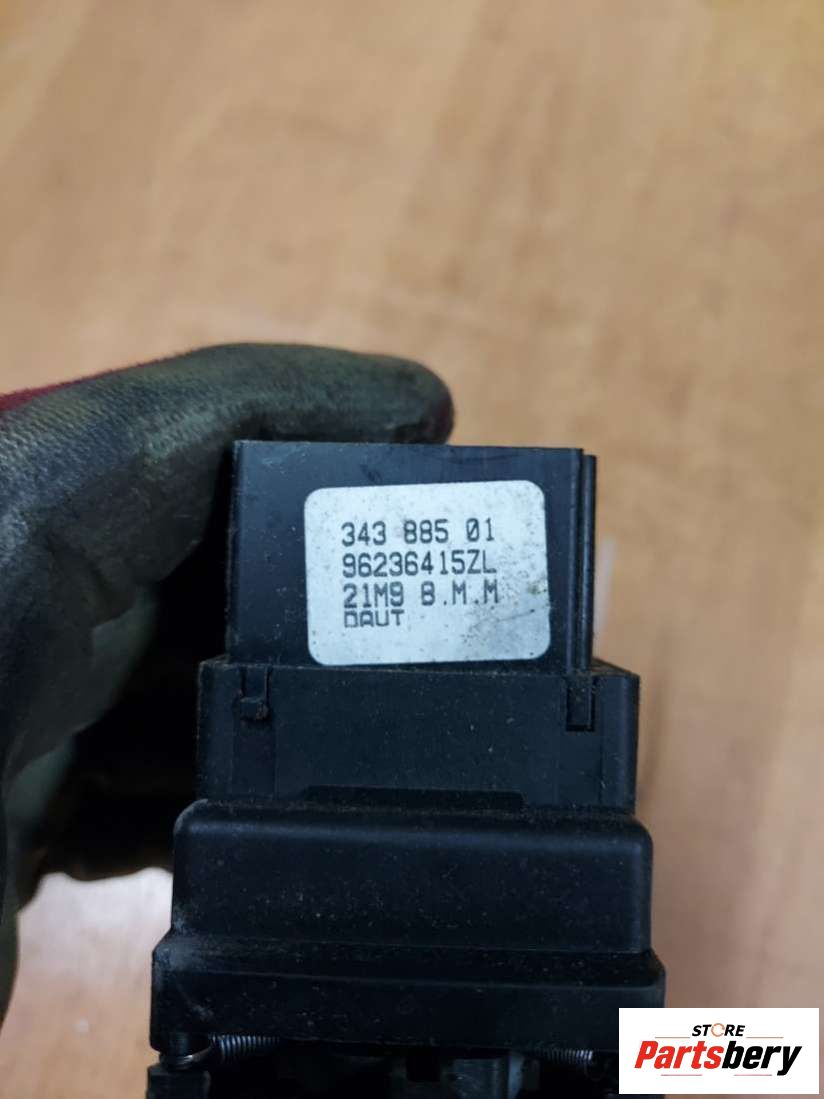 343 885 01
96236415ZL
21M9 B.M.M
DAUT
STORE
Partsbery